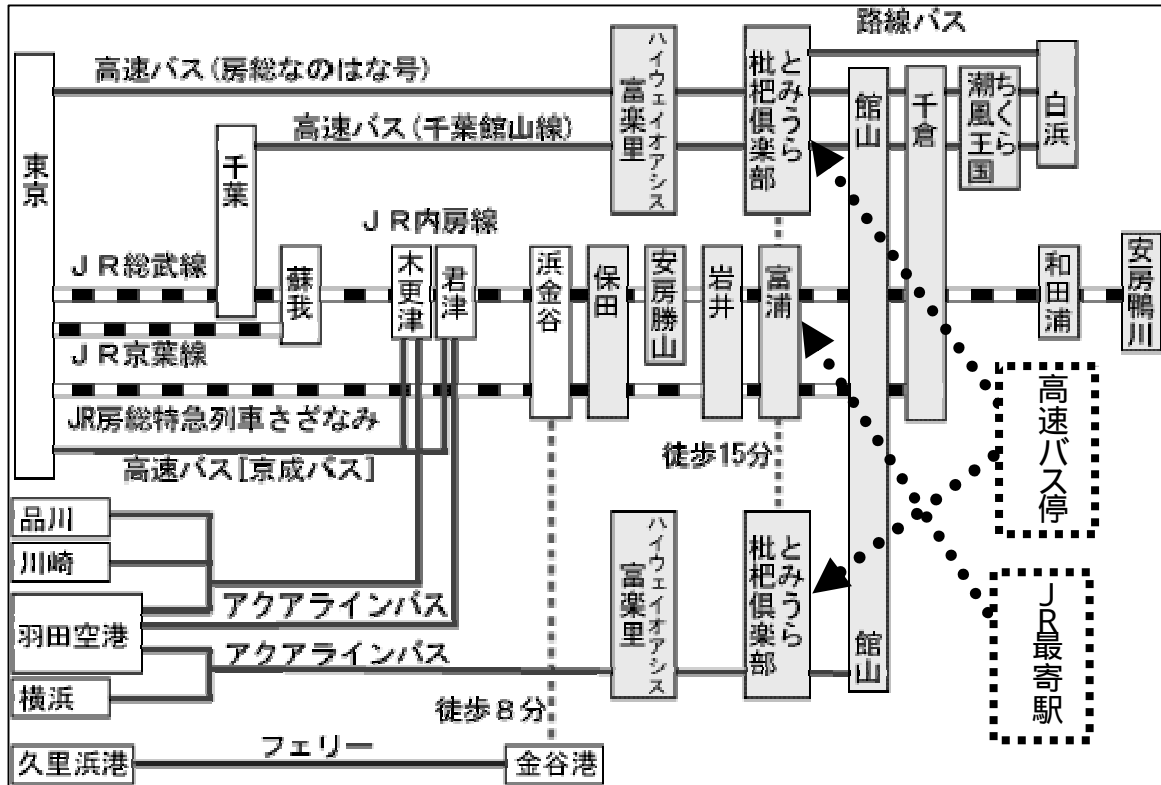 路線バス
高速バス(房総なのはな号)
高速バス(千葉館山線)
東京
千葉
ハイウェイオアシス
富楽里
とみうら
枇杷倶楽部
館山
千倉
ちくら
潮風王国
白浜
JR内房線
JR総武線
蘇我
木更津
君津
浜金谷
保田
安房勝山
岩井
富浦
和田浦
安房鴨川
JR京葉線
JR房総特急列車さざなみ
高速バス[京成バス]
徒歩15分
高速バス停
品川
川崎
羽田空港
横浜
アクアラインバス
アクアラインバス
ハイウェイオアシス
富楽里
とみうら
枇杷倶楽部
館山
JR最寄駅
徒歩8分
久里浜港
フェリー
金谷港